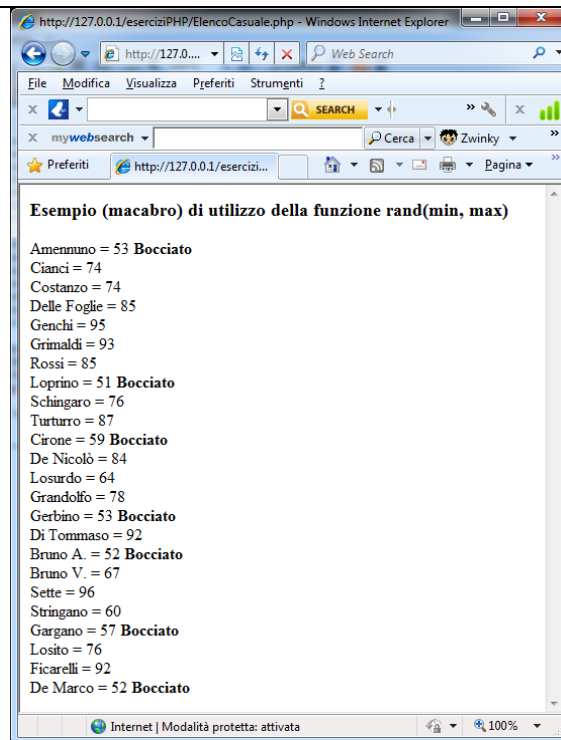 http://127.0.0.1/eserciziPHP/ElencoCasuale.php - Windows Internet Explorer
http://127.0.... Web Search
File Modifica Visualizza Preferiti Strumenti ?
x SEARCH » x
x mywebsearch Cerca Zwinky »
Preferiti http://127.0.0.1/esercizi... Pagina »
Esempio (macabro) di utilizzo della funzione rand(min, max)
Amennuno = 53 Bocciato
Cianci = 74
Costanzo = 74
Delle Foglie = 85
Genchi = 95
Grimaldi = 93
Rossi = 85
Loprino = 51 Bocciato
Schingaro = 76
Turturro = 87
Cirone = 59 Bocciato
De Nicolò = 84
Losurdo = 64
Grandolfo = 78
Gerbino = 53 Bocciato
Di Tommaso = 92
Bruno A. = 52 Bocciato
Bruno V. = 67
Sette = 96
Stringano = 60
Gargano = 57 Bocciato
Losito = 76
Ficarelli = 92
De Marco = 52 Bocciato
Internet | Modalità protetta: attivata 100%